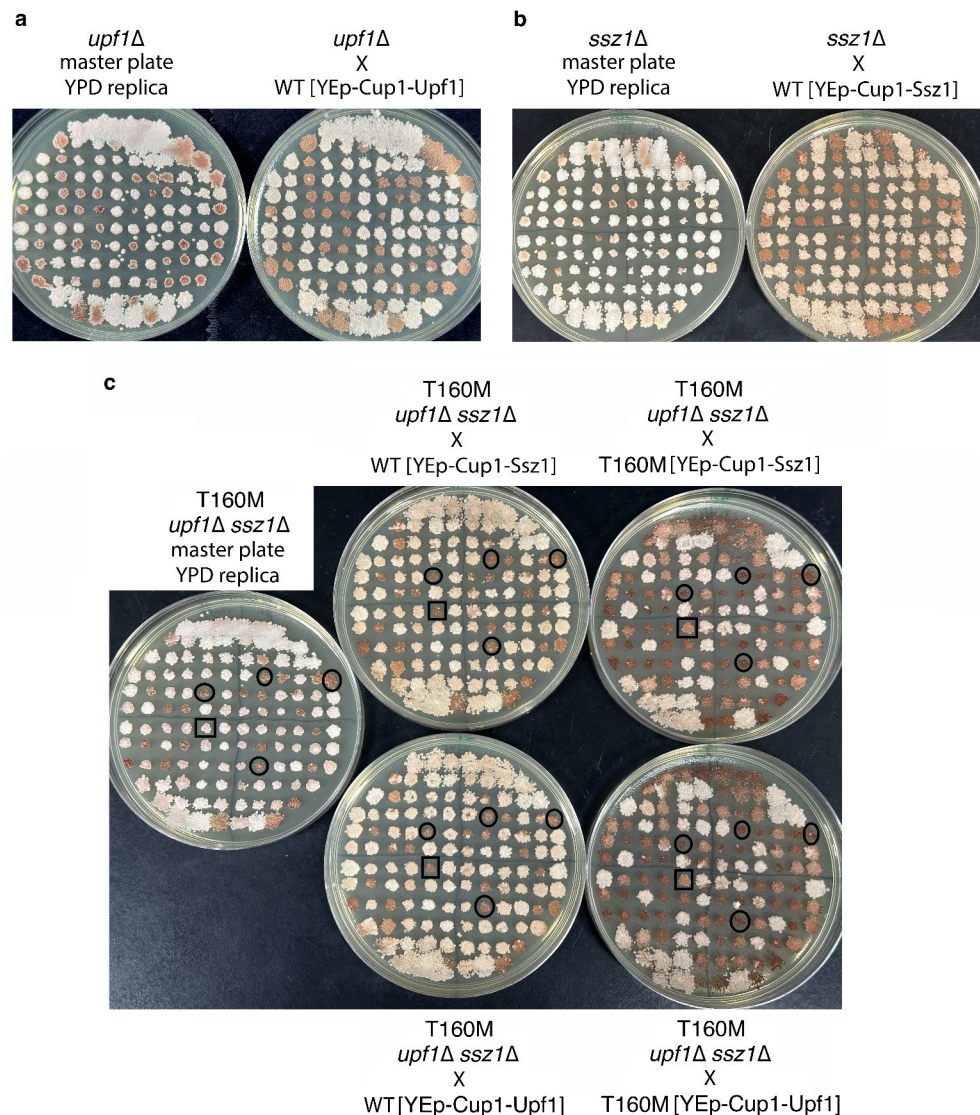 a
upf1Δ
master plate
YPD replica
upf1Δ
X
WT [YEp-Cup1-Upf1]
b
ssz1Δ
master plate
YPD replica
ssz1Δ
X
WT [YEp-Cup1-Ssz1]
c
T160M
upf1Δ ssz1Δ
master plate
YPD replica
T160M
upf1Δ ssz1Δ
X
WT [YEp-Cup1-Ssz1]
T160M
upf1Δ ssz1Δ
X
T160M [YEp-Cup1-Ssz1]
T160M
upf1Δ ssz1Δ
X
WT [YEp-Cup1-Upf1]
T160M
upf1Δ ssz1Δ
X
T160M [YEp-Cup1-Upf1]